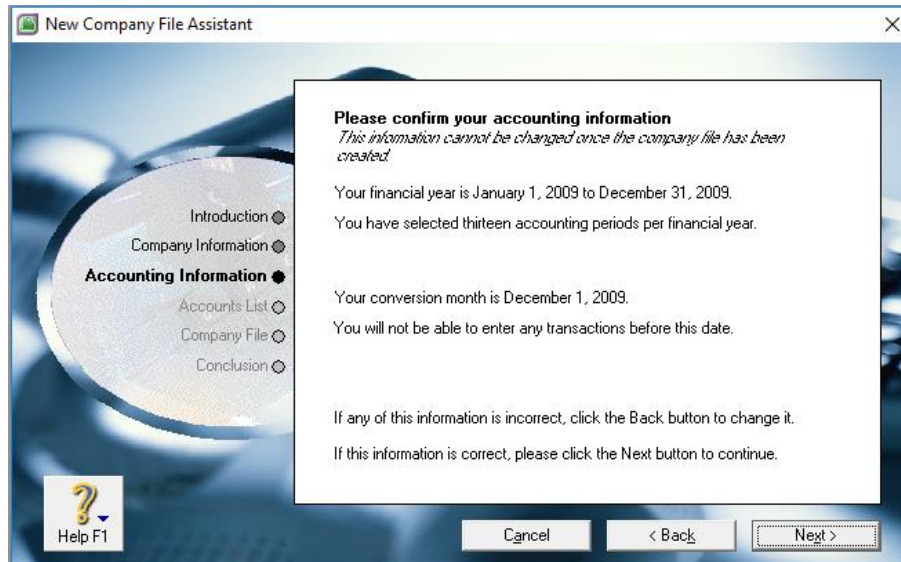 New Company File Assistant
Please confirm your accounting information
This information cannot be changed once the company file has been
created.
Your financial year is January 1, 2009 to December 31, 2009.
You have selected thirteen accounting periods per financial year.
Introduction
Company Information
Accounting Information
Accounts List
Company File
Conclusion
Your conversion month is December 1, 2009.
You will not be able to enter any transactions before this date.
If any of this information is incorrect, click the Back button to change it.
If this information is correct, please click the Next button to continue.
Help F1
Cancel
< Back
Next >